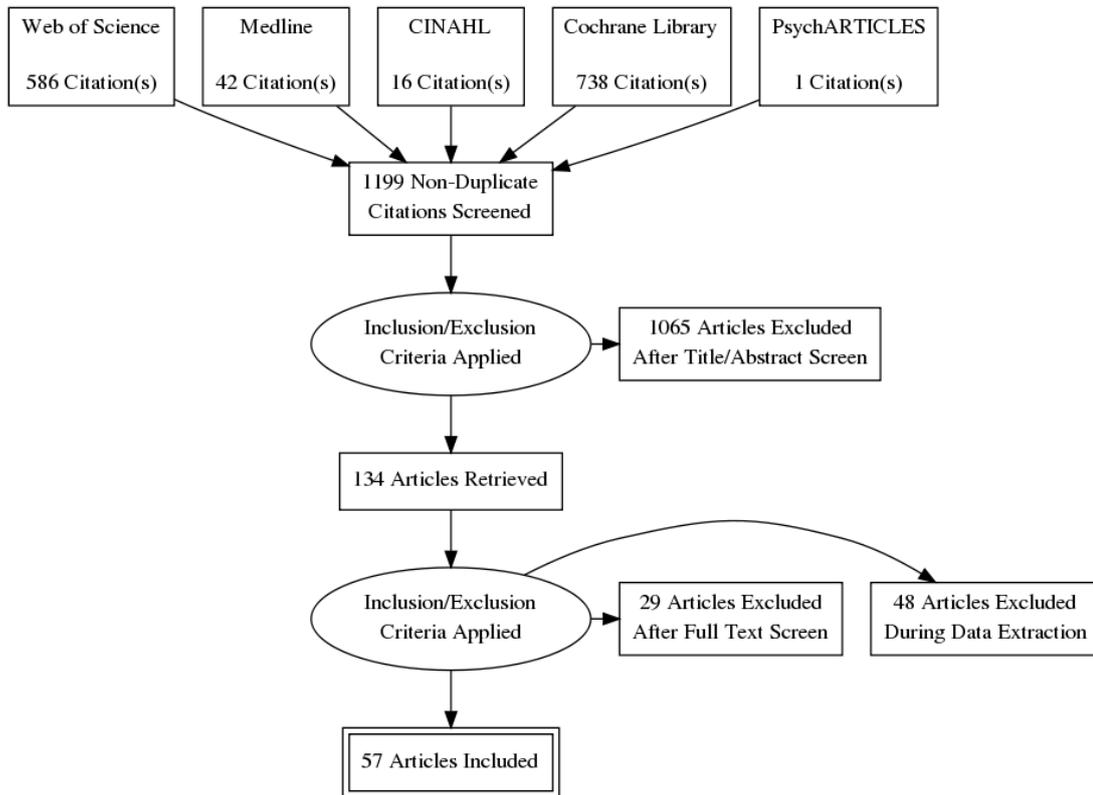 Web of Science
586 Citation(s)
Medline
42 Citation(s)
CINAHL
16 Citation(s)
Cochrane Library
738 Citation(s)
PsychARTICLES
1 Citation(s)
1199 Non-Duplicate
Citations Screened
Inclusion/Exclusion
Criteria Applied
1065 Articles Excluded
After Title/Abstract Screen
134 Articles Retrieved
Inclusion/Exclusion
Criteria Applied
29 Articles Excluded
After Full Text Screen
48 Articles Excluded
During Data Extraction
57 Articles Included